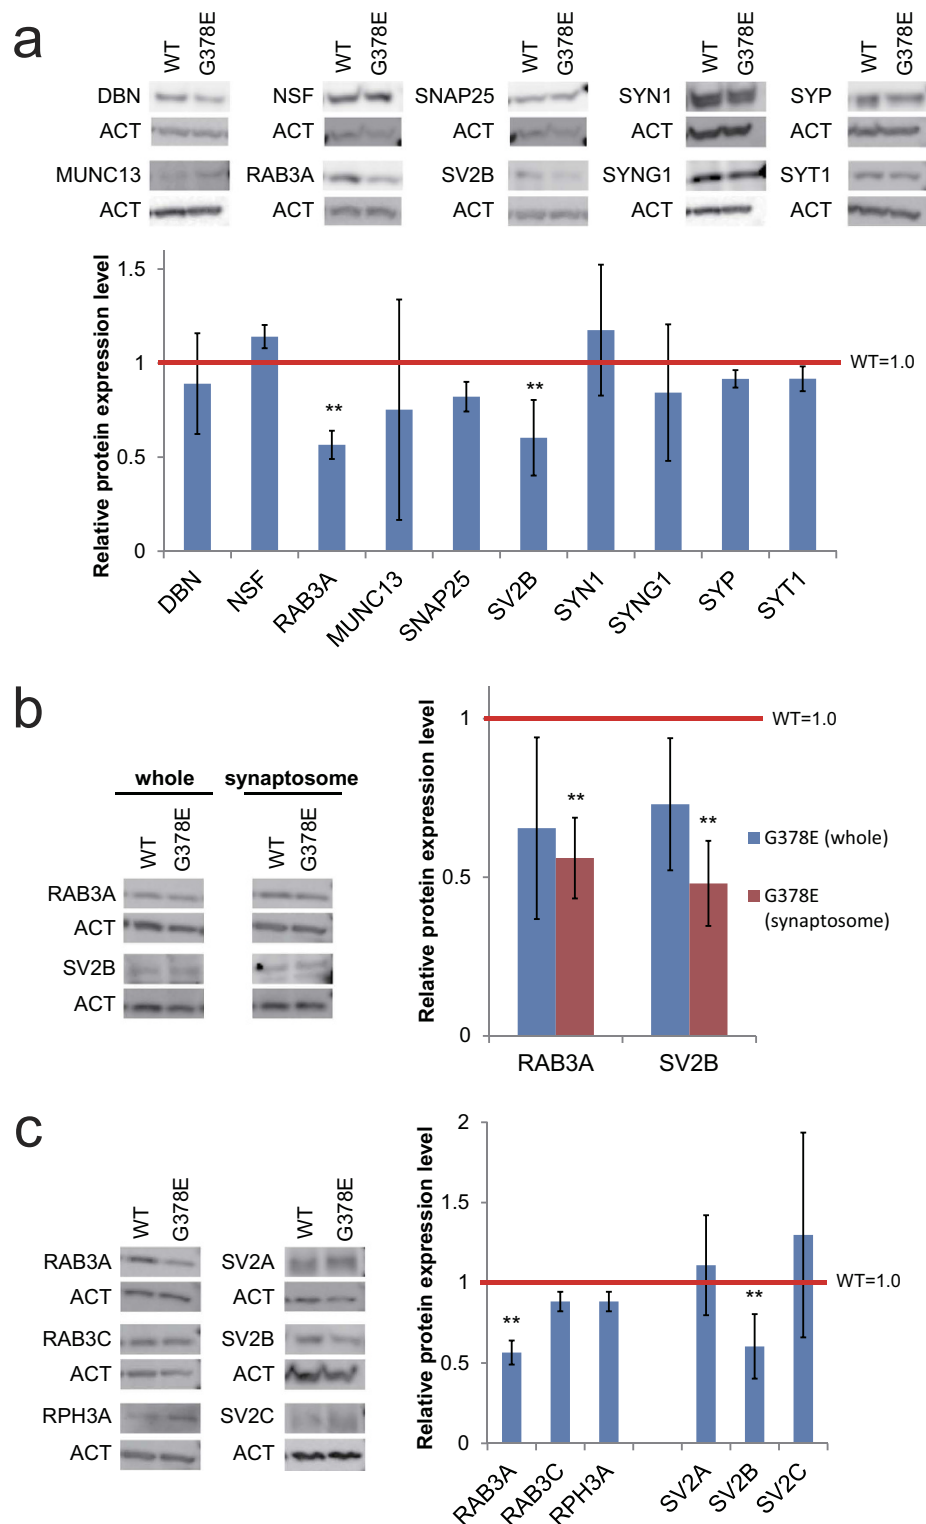 a
WT G378E WT G378E WT G378E WT G378E WT G378E
DBN NSF SNAP25 SYN1 SYP
ACT ACT ACT ACT ACT
MUNC13 RAB3A SV2B SYNG1 SYT1
ACT ACT ACT ACT ACT
Relative protein expression level
1.5
1
0.5
0
WT=1.0
** **
DBN NSF RAB3A MUNC13 SNAP25 SV2B SYN1 SYNG1 SYP SYT1
b
whole synaptosome
WT G378E WT G378E
RAB3A
ACT
SV2B
ACT
Relative protein expression level
1
0.5
0
WT=1.0
** **
G378E (whole)
G378E
(synaptosome)
RAB3A SV2B
c
WT G378E WT G378E
RAB3A SV2A
ACT ACT
RAB3C SV2B
ACT ACT
RPH3A SV2C
ACT ACT
Relative protein expression level
2
1.5
1
0.5
0
WT=1.0
** **
RAB3A RAB3C RPH3A SV2A SV2B SV2C